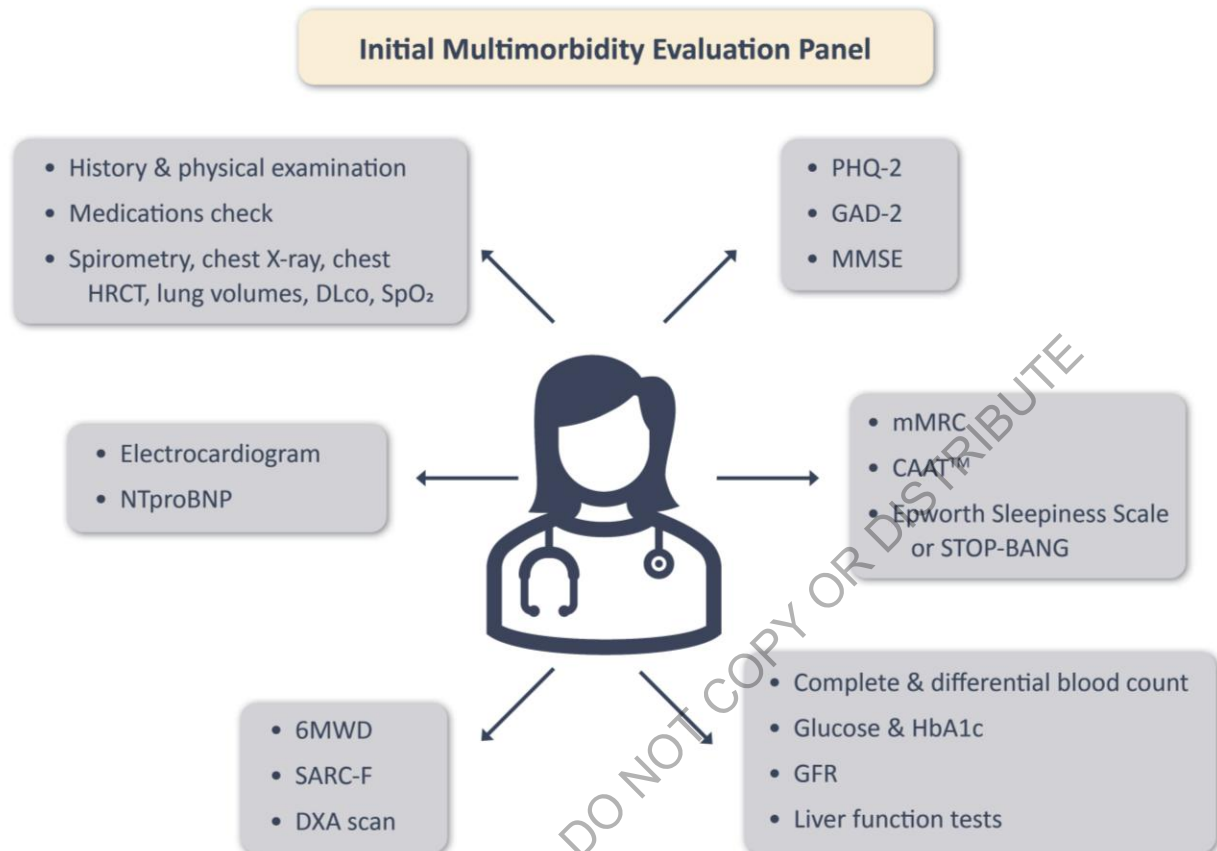 Initial Multimorbidity Evaluation Panel
• History & physical examination
• Medications check
• Spirometry, chest X-ray, chest
HRCT, lung volumes, DLco, SpO₂
• PHQ-2
• GAD-2
• MMSE
• Electrocardiogram
• NTproBNP
• mMRC
• CAAT™
• Epworth Sleepiness Scale
or STOP-BANG
• 6MWD
• SARC-F
• DXA scan
• Complete & differential blood count
• Glucose & HbA1c
• GFR
• Liver function tests
DO NOT COPY OR DISTRIBUTE